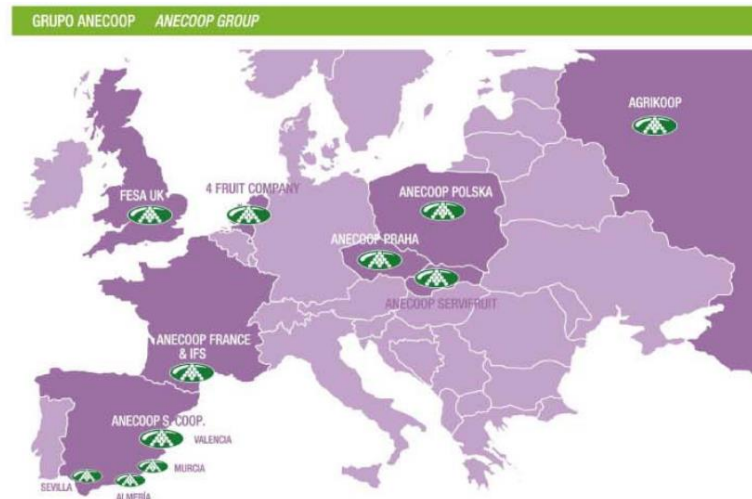 GRUPO ANECOOP ANECOOP GROUP
AGRIKOOP
FESA UK
4 FRUIT COMPANY
ANECOOP POLSKA
ANECOOP PRAHA
ANECOOP SERVIFRUIT
ANECOOP FRANCE
& IFS
ANECOOP S. COOP.
VALENCIA
MURCIA
SEVILLA
ALMERÍA